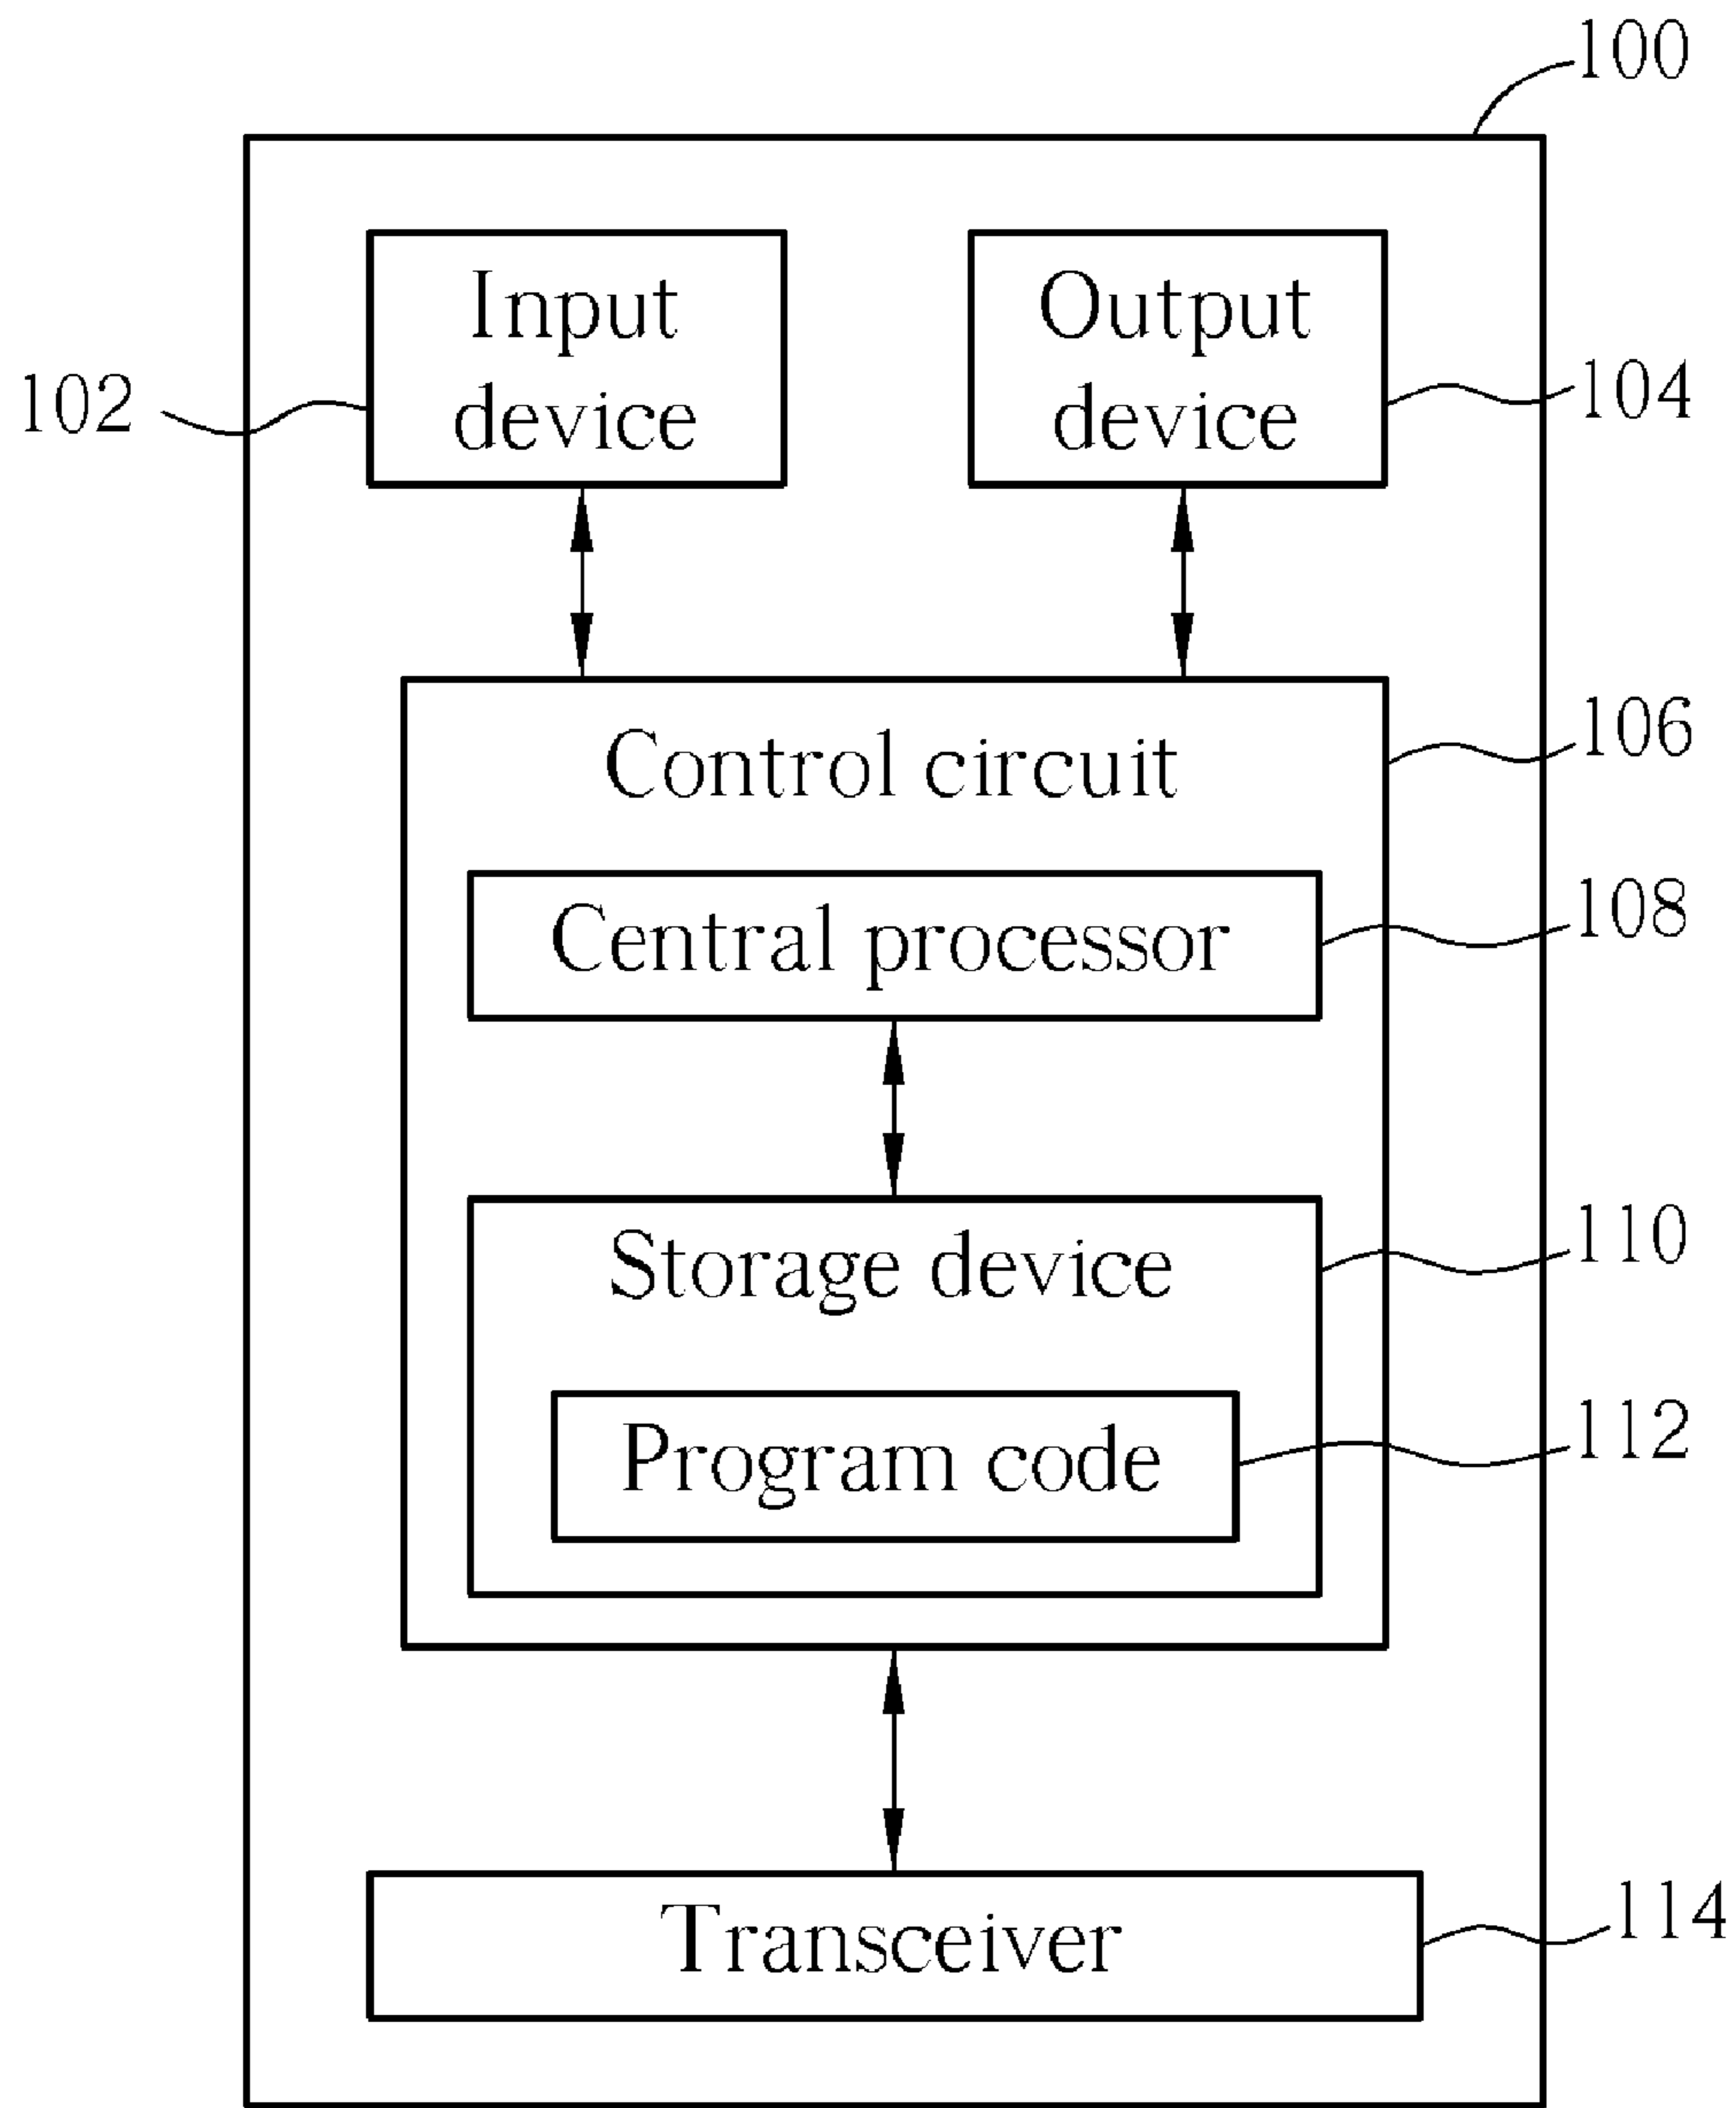 100
Input
device
102
Output
device
104
Control circuit
106
Central processor
108
Storage device
110
Program code
112
Transceiver
114